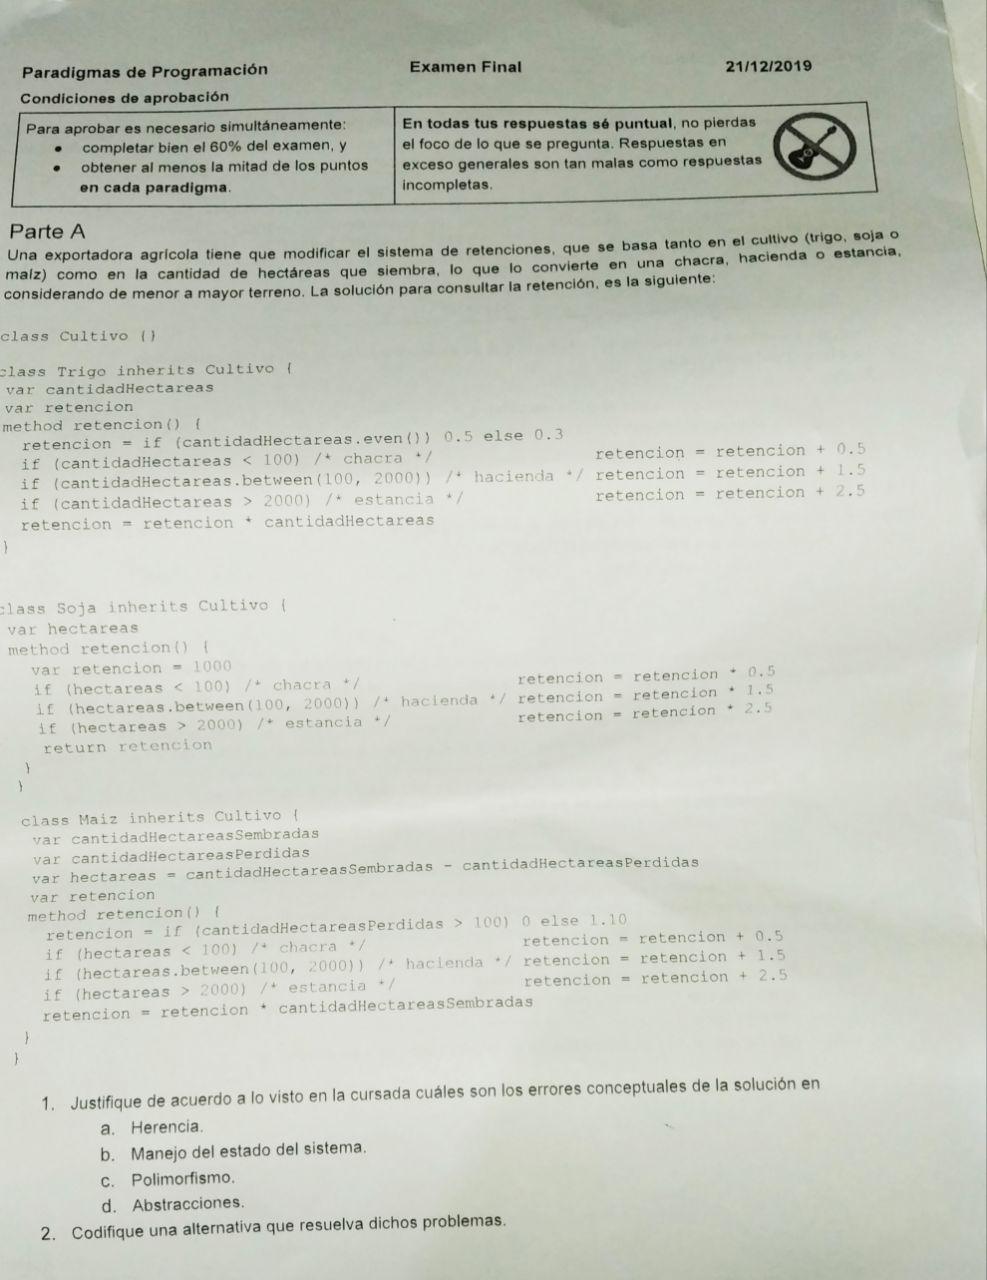 Paradigmas de Programación Examen Final 21/12/2019
Condiciones de aprobación
Para aprobar es necesario simultáneamente:
• completar bien el 60% del examen, y
• obtener al menos la mitad de los puntos
en cada paradigma.
En todas tus respuestas sé puntual, no pierdas
el foco de lo que se pregunta. Respuestas en
exceso generales son tan malas como respuestas
incompletas.
Parte A
Una exportadora agrícola tiene que modificar el sistema de retenciones, que se basa tanto en el cultivo (trigo, soja o
maíz) como en la cantidad de hectáreas que siembra, lo que lo convierte en una chacra, hacienda o estancia,
considerando de menor a mayor terreno. La solución para consultar la retención, es la siguiente:
class Cultivo {}
class Trigo inherits Cultivo {
var cantidadHectareas
var retencion
method retencion() {
retencion = if (cantidadHectareas.even()) 0.5 else 0.3
if (cantidadHectareas < 100) /* chacra */ retencion = retencion + 0.5
if (cantidadHectareas.between(100, 2000)) /* hacienda */ retencion = retencion + 1.5
if (cantidadHectareas > 2000) /* estancia */ retencion = retencion + 2.5
retencion = retencion * cantidadHectareas
}
class Soja inherits Cultivo {
var hectareas
method retencion() {
var retencion = 1000
if (hectareas < 100) /* chacra */ retencion = retencion * 0.5
if (hectareas.between(100, 2000)) /* hacienda */ retencion = retencion * 1.5
if (hectareas > 2000) /* estancia */ retencion = retencion * 2.5
return retencion
}
}
class Maiz inherits Cultivo {
var cantidadHectareasSembradas
var cantidadHectareasPerdidas
var hectareas = cantidadHectareasSembradas - cantidadHectareasPerdidas
var retencion
method retencion() {
retencion = if (cantidadHectareasPerdidas > 100) 0 else 1.10
if (hectareas < 100) /* chacra */ retencion = retencion + 0.5
if (hectareas.between(100, 2000)) /* hacienda */ retencion = retencion + 1.5
if (hectareas > 2000) /* estancia */ retencion = retencion + 2.5
retencion = retencion * cantidadHectareasSembradas
}
}
1. Justifique de acuerdo a lo visto en la cursada cuáles son los errores conceptuales de la solución en
a. Herencia.
b. Manejo del estado del sistema.
c. Polimorfismo.
d. Abstracciones.
2. Codifique una alternativa que resuelva dichos problemas.